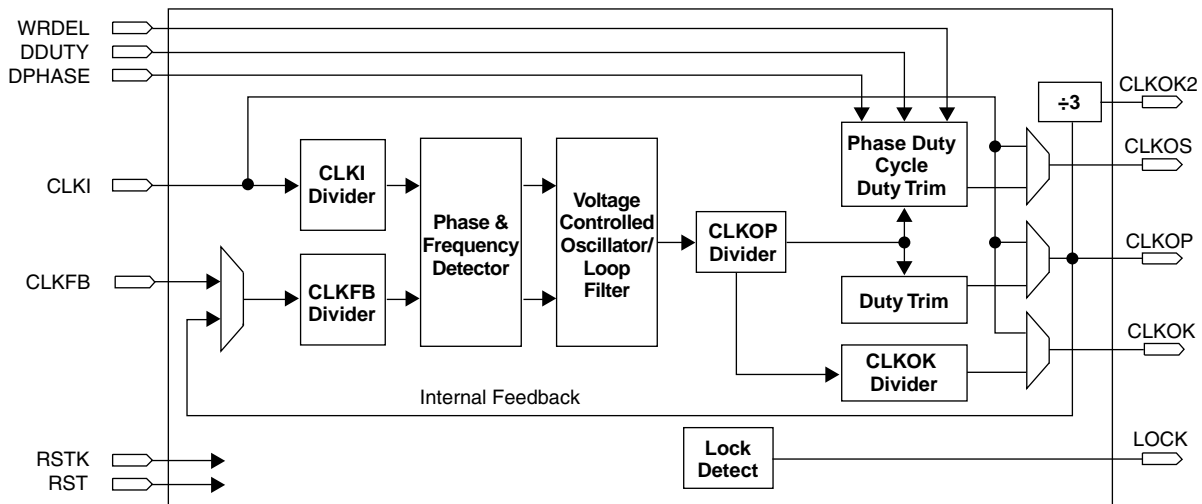 WRDEL
DDUTY
DPHASE
CLKOK2
÷3
Phase Duty
Cycle
Duty Trim
CLKOS
CLKI
CLKI
Divider
Phase &
Frequency
Detector
Voltage
Controlled
Oscillator/
Loop
Filter
CLKOP
Divider
CLKOP
CLKFB
CLKFB
Divider
Duty Trim
CLKOK
CLKOK
Divider
Internal Feedback
RSTK
RST
Lock
Detect
LOCK